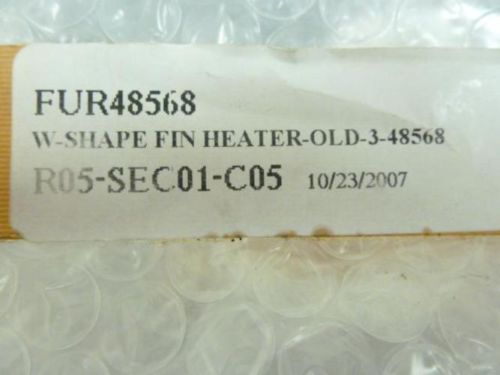 FUR48568
W-SHAPE FIN HEATER-OLD-3-48568
R05-SEC01-C05 10/23/2007